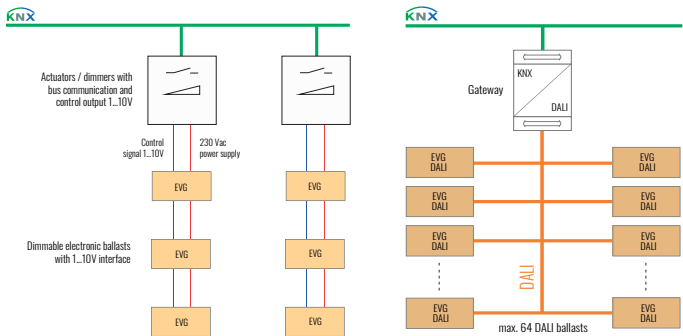 KNX
Actuators / dimmers with
bus communication and
control output 1...10V
Control
signal 1...10V
230 Vac
power supply
EVG
EVG
Dimmable electronic ballasts
with 1...10V interface
EVG
EVG
EVG
EVG
KNX
Gateway
KNX
DALI
EVG
DALI
EVG
DALI
EVG
DALI
EVG
DALI
EVG
DALI
EVG
DALI
DALI
EVG
DALI
EVG
DALI
max. 64 DALI ballasts